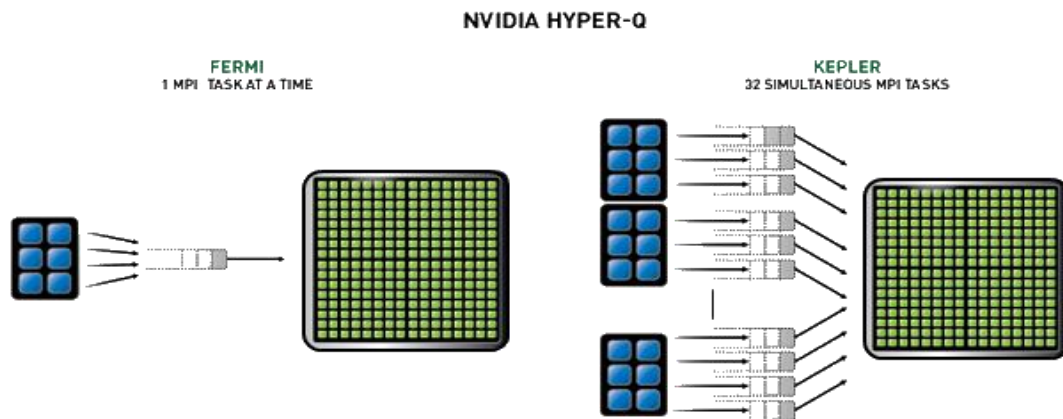 NVIDIA HYPER-Q
FERMI
1 MPI TASK AT A TIME
KEPLER
32 SIMULTANEOUS MPI TASKS